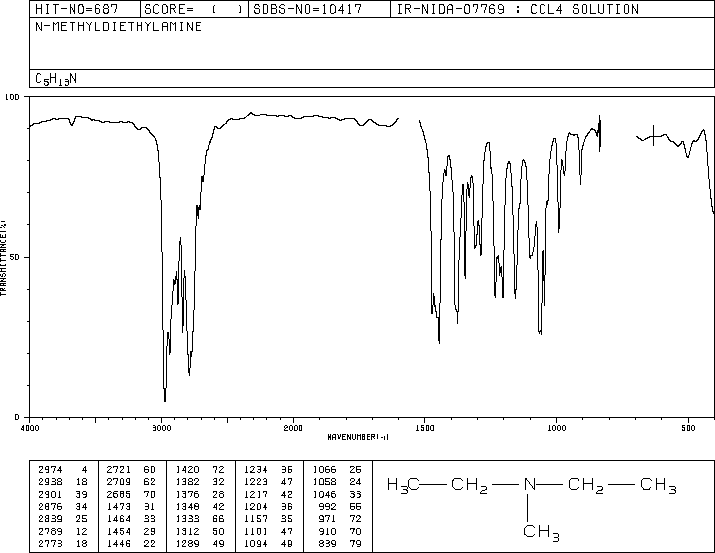 HIT-NO=687 SCORE= ( ) SDBS-NO=10417 IR-NIDA-07769 : CCL4 SOLUTION
N-METHYLDIETHYLAMINE
C5H13N
100
50
0
TRANSMITTANCE(%)
4000 3000 2000 1500 1000 500
WAVENUMBER(-1)
2974 4 2721 60 1420 72 1234 36 1066 26
2938 18 2709 62 1382 32 1223 47 1058 24
2901 39 2685 70 1376 28 1217 42 1046 33
2876 34 1473 31 1348 42 1204 36 992 55
2839 25 1464 33 1333 66 1157 35 971 72
2789 12 1454 29 1312 50 1101 47 910 70
2773 18 1446 22 1289 49 1094 48 839 79
H3C CH2 N CH2 CH3
CH3